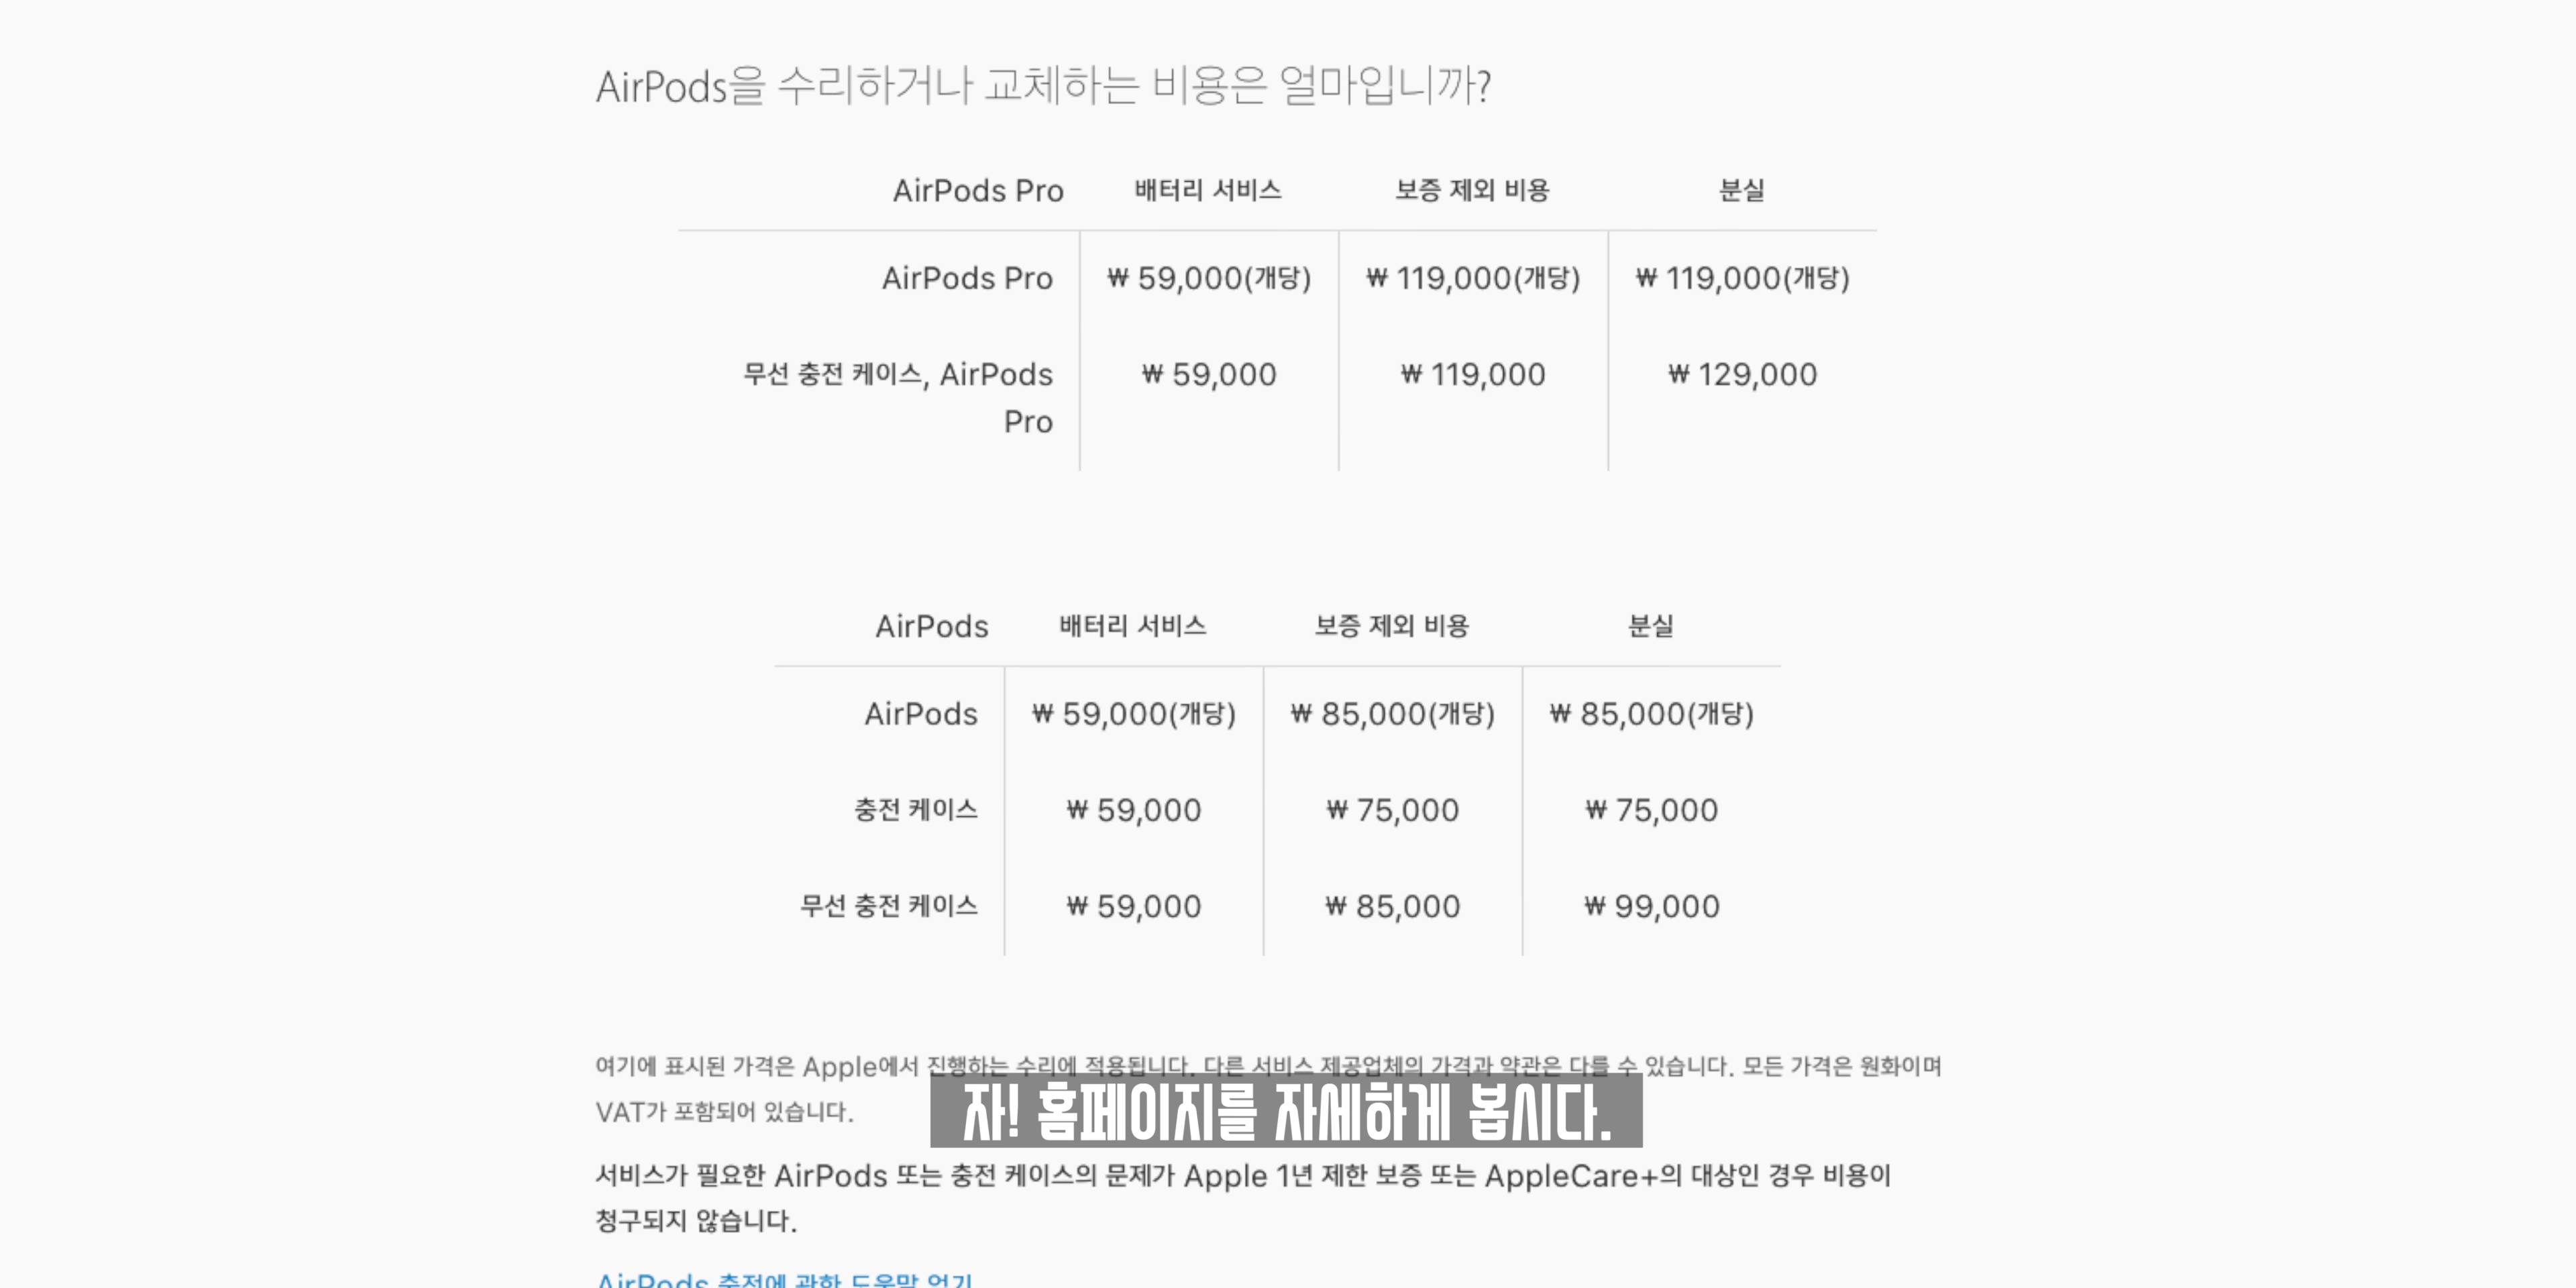 AirPods을 수리하거나 교체하는 비용은 얼마입니까?
AirPods Pro 배터리 서비스 보증 제외 비용 분실
AirPods Pro ₩ 59,000(개당) ₩ 119,000(개당) ₩ 119,000(개당)
무선 충전 케이스, AirPods ₩ 59,000 ₩ 119,000 ₩ 129,000
Pro
AirPods 배터리 서비스 보증 제외 비용 분실
AirPods ₩ 59,000(개당) ₩ 85,000(개당) ₩ 85,000(개당)
충전 케이스 ₩ 59,000 ₩ 75,000 ₩ 75,000
무선 충전 케이스 ₩ 59,000 ₩ 85,000 ₩ 99,000
여기에 표시된 가격은 Apple에서 진행하는 수리에 적용됩니다. 다른 서비스 제공업체의 가격과 약관은 다를 수 있습니다. 모든 가격은 원화이며
VAT가 포함되어 있습니다.
자! 홈페이지를 자세하게 봅시다.
서비스가 필요한 AirPods 또는 충전 케이스의 문제가 Apple 1년 제한 보증 또는 AppleCare+의 대상인 경우 비용이
청구되지 않습니다.
AirPods 충전에 관한 도움말 얻기